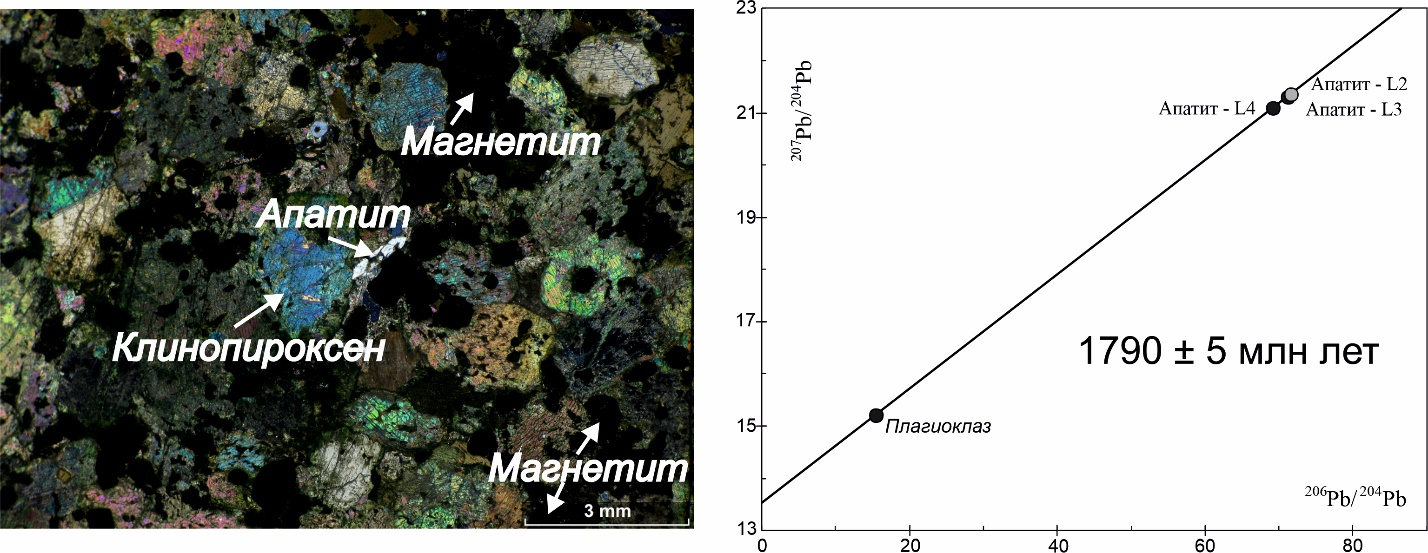 Магнетит
Апатит
Клинопироксен
Магнетит
3 mm
23
21
19
17
15
13
207Pb/204Pb
Апатит - L2
Апатит - L4
Апатит - L3
1790 ± 5 млн лет
Плагиоклаз
206Pb/204Pb
0
20
40
60
80